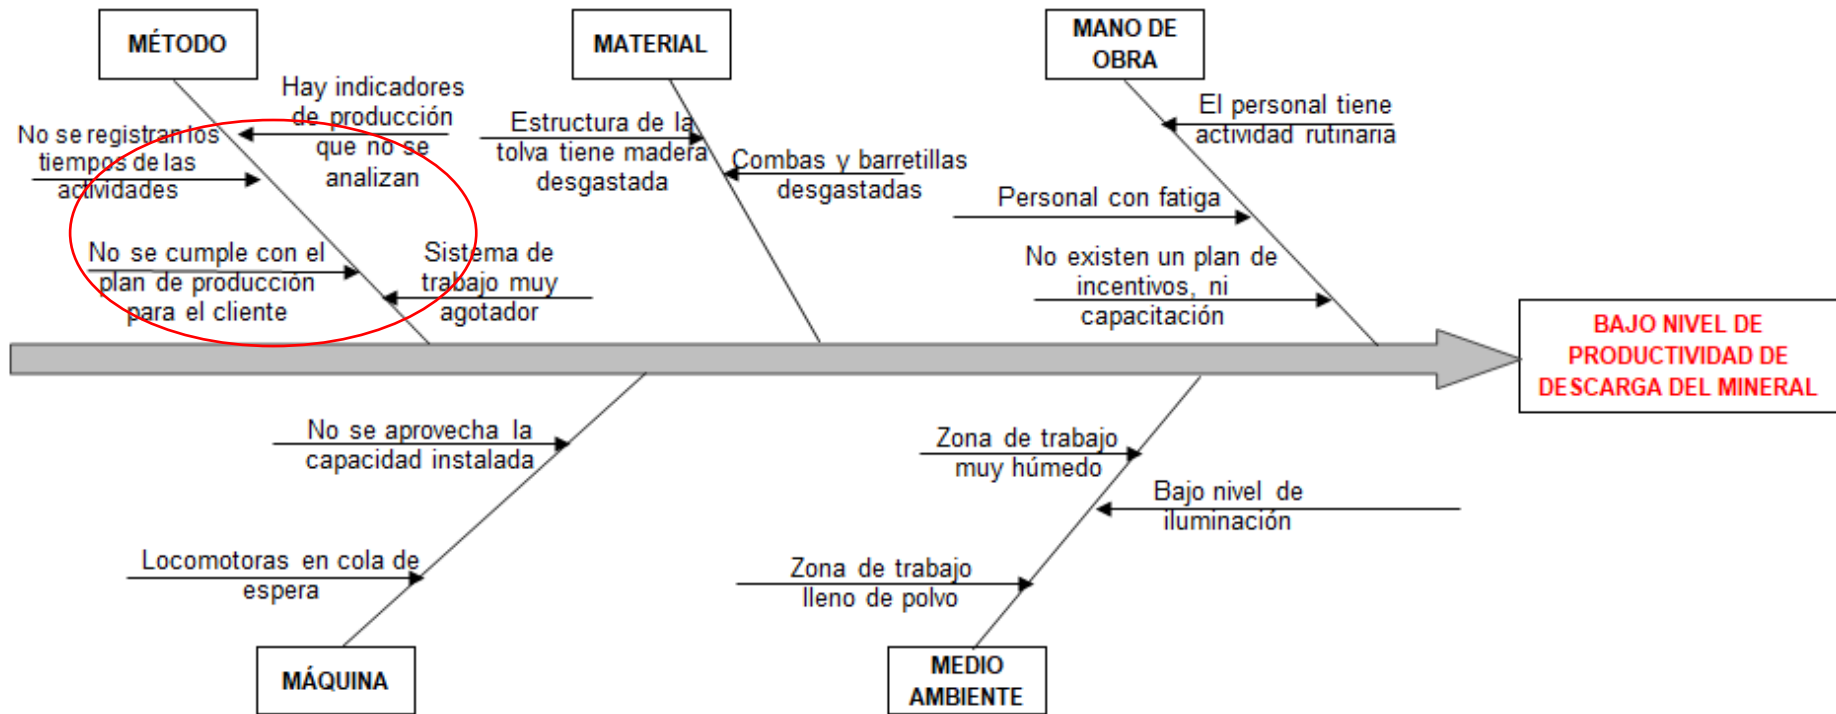 MÉTODO
Hay indicadores
de producción
que no se
analizan
No se registran los
tiempos de las
actividades
No se cumple con el
plan de producción
para el cliente
Sistema de
trabajo muy
agotador
MATERIAL
Estructura de la
tolva tiene madera
desgastada
Combas y barretillas
desgastadas
MANO DE
OBRA
El personal tiene
actividad rutinaria
Personal con fatiga
No existen un plan de
incentivos, ni
capacitación
BAJO NIVEL DE
PRODUCTIVIDAD DE
DESCARGA DEL MINERAL
No se aprovecha la
capacidad instalada
Locomotoras en cola de
espera
MÁQUINA
Zona de trabajo
muy húmedo
Bajo nivel de
iluminación
Zona de trabajo
lleno de polvo
MEDIO
AMBIENTE